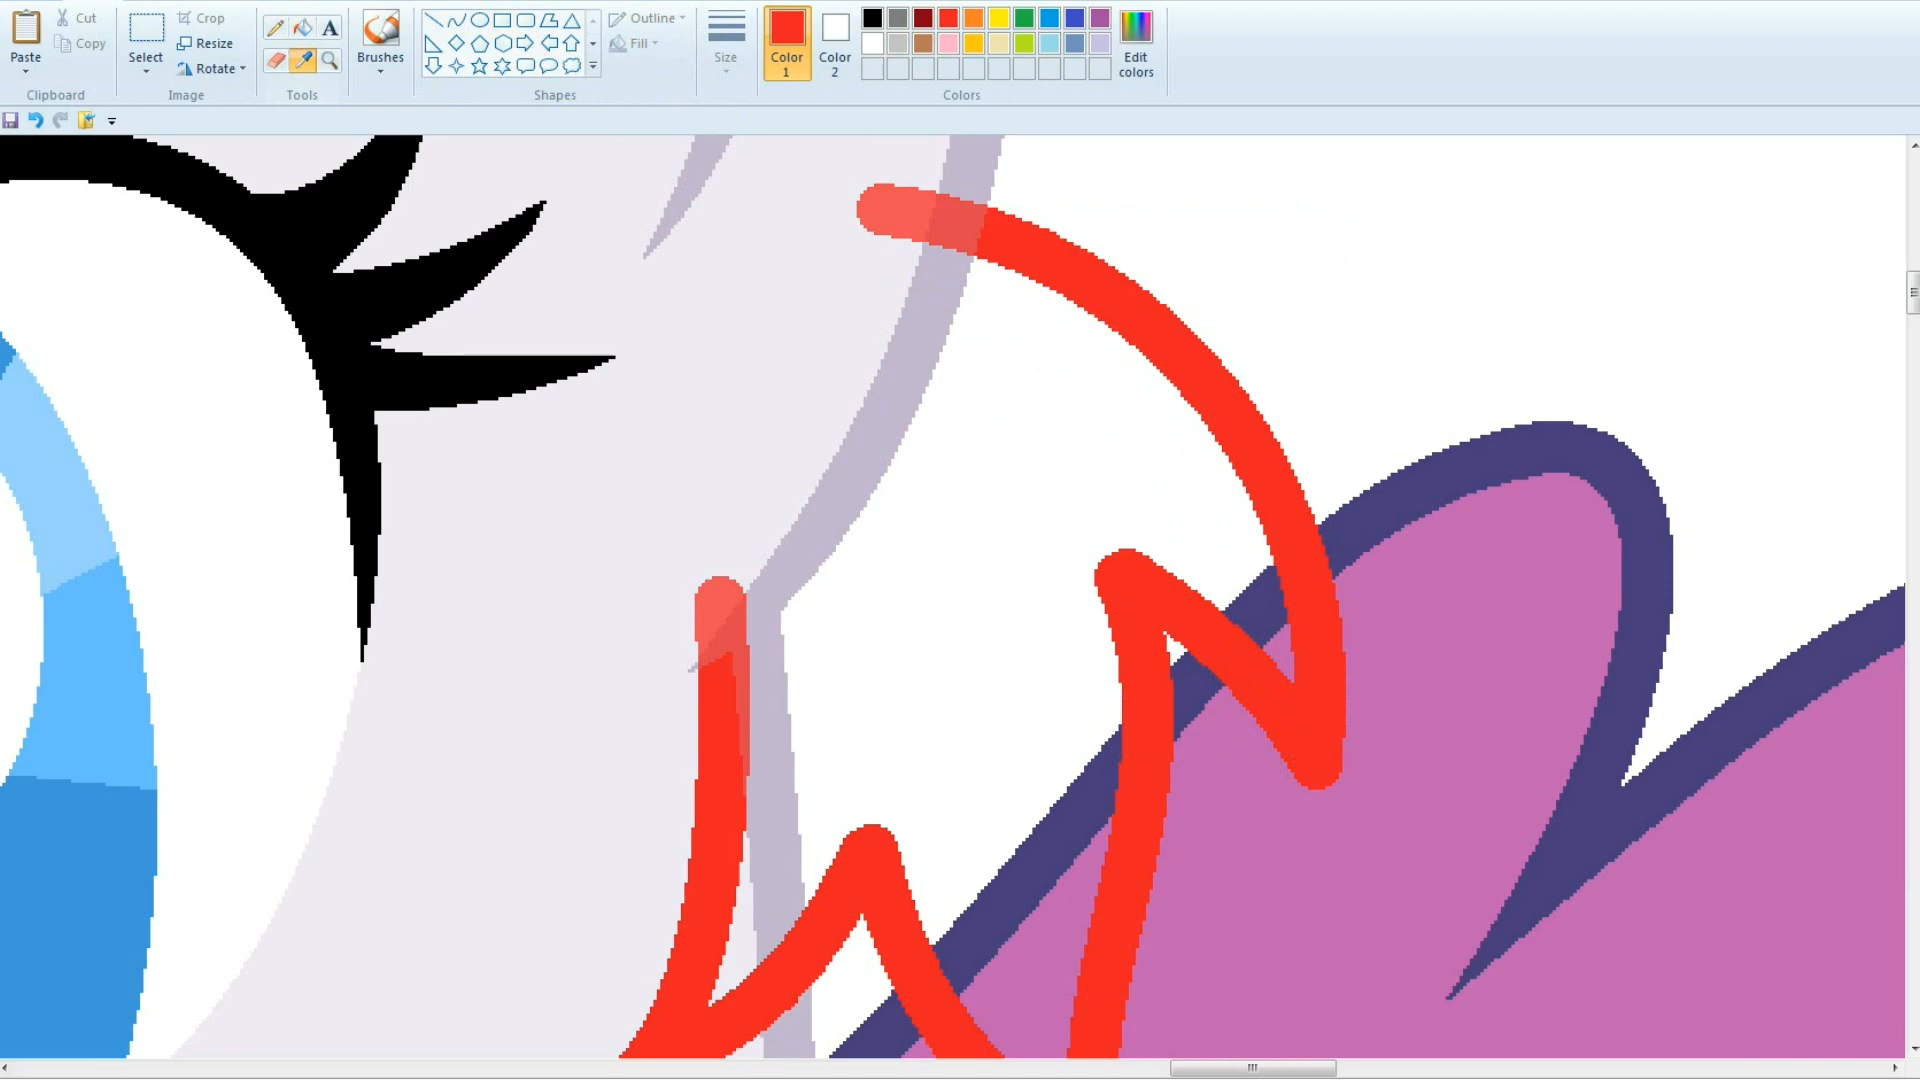 Paste
Cut
Copy
Clipboard
Select
Crop
Resize
Rotate
Image
A
Tools
Brushes
Shapes
Outline
Fill
Size
Color 1
Color 2
Edit colors
Colors